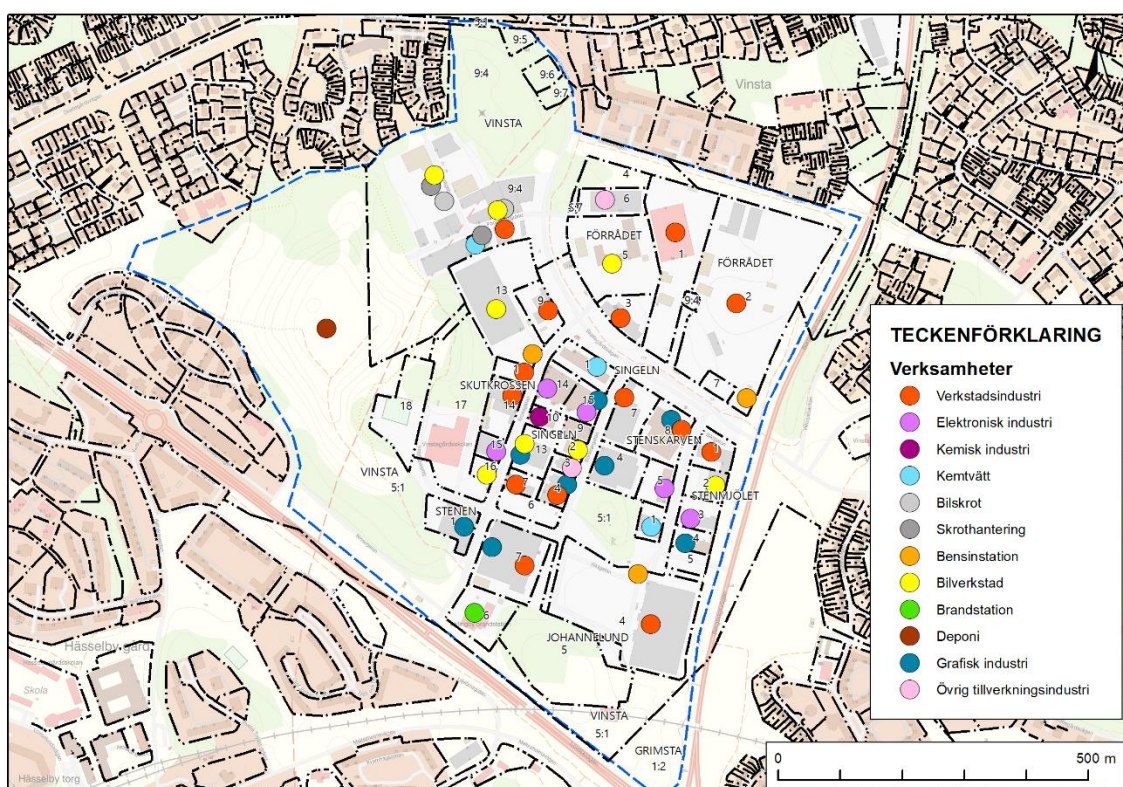 5:1
9:5
9:4
9:6
9:7
VINSTA
Vinsta
4
9:4
6
5:7
FÖRRÅDET
5
1
FÖRRÅDET
13
9
3
9:4
2
1
1
SINGELN
SKUTKROSSEN
14
7
18
17
14
10
15
7
9
8
STENSKÄRVEN
SINGELN
13
2
4
1
15
VINSTA
5:1
16
3
5
2
STENMJÖLET
7
4
6
5:1
3
STENEN
1
1
4
5
7
Hässelby gård
6
4
JOHANNELUND
5
Skola
VINSTA
5:1
GRIMSTA
1:2
Hässelby torg
TECKENFÖRKLARING
Verksamheter
Verkstadsindustri
Elektronisk industri
Kemisk industri
Kemtvätt
Bilskrot
Skrothantering
Bensinstation
Bilverkstad
Brandstation
Deponi
Grafisk industri
Övrig tillverkningsindustri
0 500 m